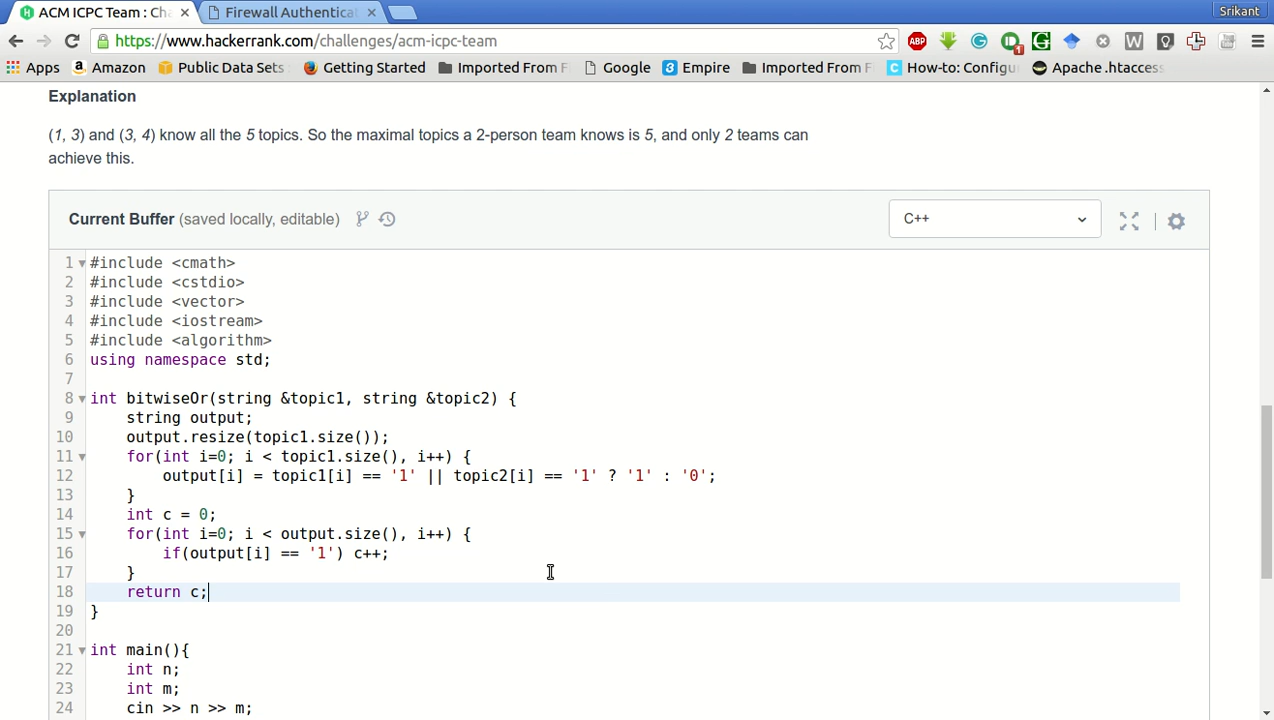 ACM ICPC Team : Cha × Firewall Authenticat × Srikant
https://www.hackerrank.com/challenges/acm-icpc-team
Apps Amazon Public Data Sets Getting Started Imported From F Google Empire Imported From F How-to: Configu Apache .htaccess
Explanation
(1, 3) and (3, 4) know all the 5 topics. So the maximal topics a 2-person team knows is 5, and only 2 teams can
achieve this.
Current Buffer (saved locally, editable) C++
1 #include <cmath>
2 #include <cstdio>
3 #include <vector>
4 #include <iostream>
5 #include <algorithm>
6 using namespace std;
7
8 int bitwiseOr(string &topic1, string &topic2) {
9 string output;
10 output.resize(topic1.size());
11 for(int i=0; i < topic1.size(), i++) {
12 output[i] = topic1[i] == '1' || topic2[i] == '1' ? '1' : '0';
13 }
14 int c = 0;
15 for(int i=0; i < output.size(), i++) {
16 if(output[i] == '1') c++;
17 }
18 return c;
19 }
20
21 int main(){
22 int n;
23 int m;
24 cin >> n >> m;